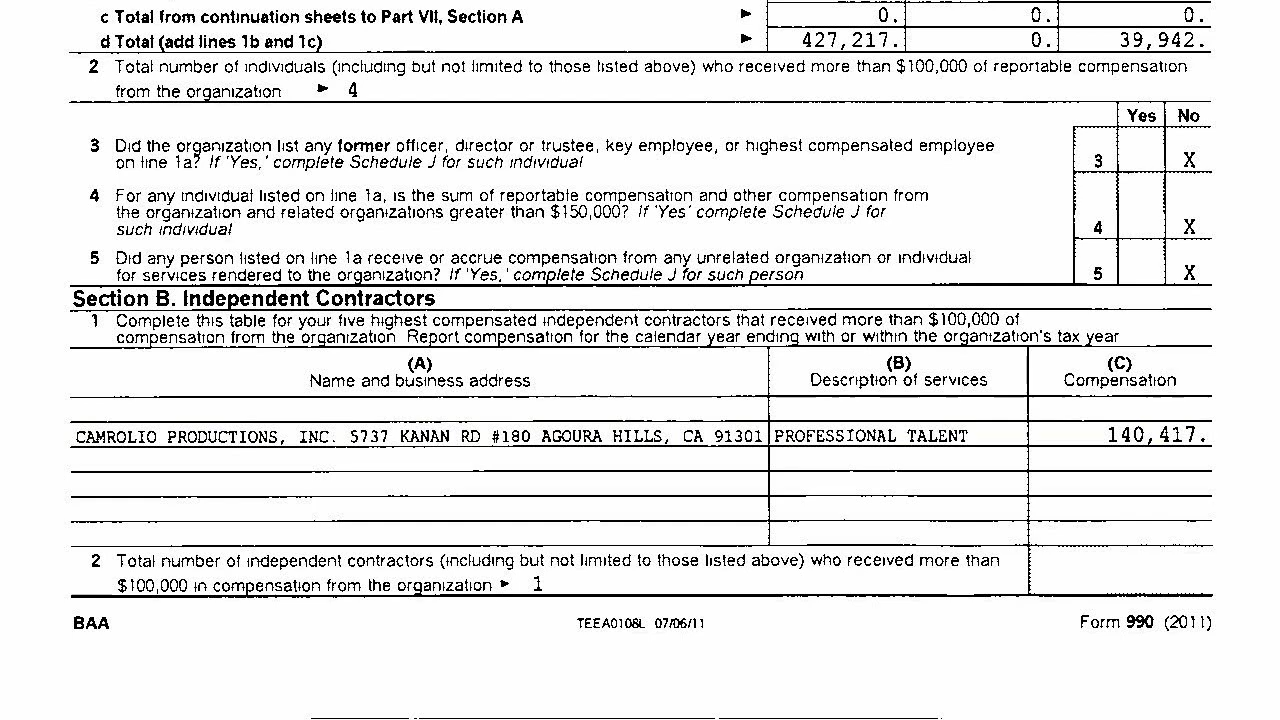 c Total from continuation sheets to Part VII, Section A ► 0. 0. 0.
d Total (add lines 1b and 1c) ► 427,217. 0. 39,942.
2 Total number of individuals (including but not limited to those listed above) who received more than $100,000 of reportable compensation
from the organization ► 4
Yes No
3 Did the organization list any former officer, director or trustee, key employee, or highest compensated employee
on line 1a? If 'Yes,' complete Schedule J for such individual 3 X
4 For any individual listed on line 1a, is the sum of reportable compensation and other compensation from
the organization and related organizations greater than $150,000? If 'Yes' complete Schedule J for
such individual 4 X
5 Did any person listed on line 1a receive or accrue compensation from any unrelated organization or individual
for services rendered to the organization? If 'Yes,' complete Schedule J for such person 5 X
Section B. Independent Contractors
1 Complete this table for your five highest compensated independent contractors that received more than $100,000 of
compensation from the organization Report compensation for the calendar year ending with or within the organization's tax year
(A) (B) (C)
Name and business address Description of services Compensation
CAMROLIO PRODUCTIONS, INC. 5737 KANAN RD #180 AGOURA HILLS, CA 91301 PROFESSIONAL TALENT 140,417.
2 Total number of independent contractors (including but not limited to those listed above) who received more than
$100,000 in compensation from the organization ► 1
BAA TEEA0108L 07/06/11 Form 990 (2011)